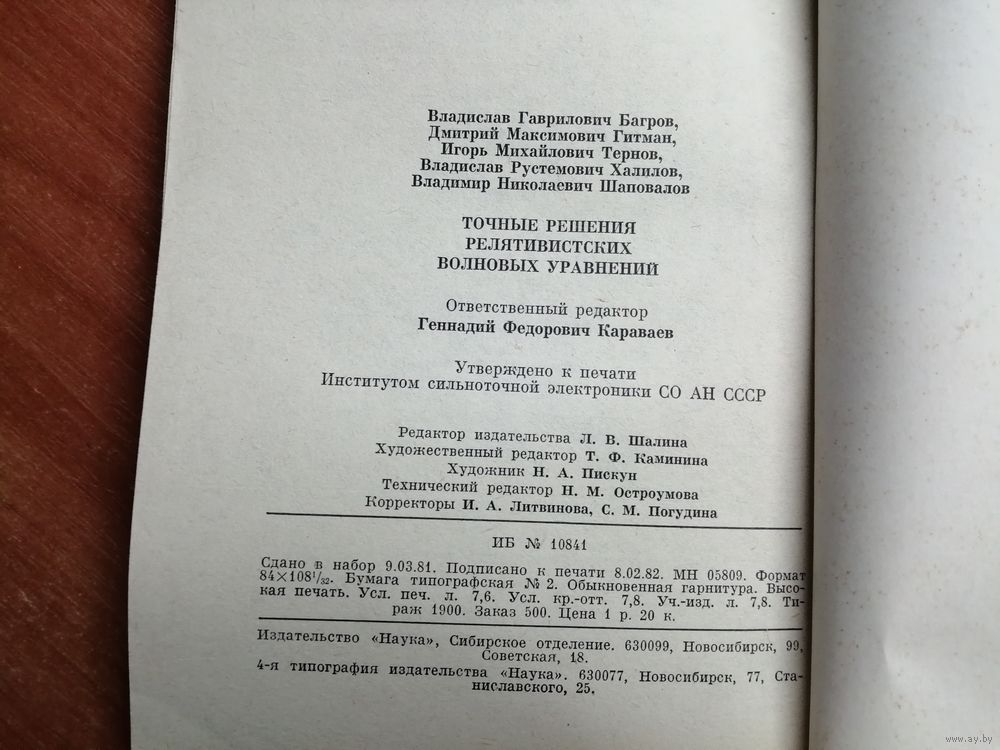 Владислав Гаврилович Багров,
Дмитрий Максимович Гитман,
Игорь Михайлович Тернов,
Владислав Рустемович Халилов,
Владимир Николаевич Шаповалов
ТОЧНЫЕ РЕШЕНИЯ
РЕЛЯТИВИСТСКИХ
ВОЛНОВЫХ УРАВНЕНИЙ
Ответственный редактор
Геннадий Федорович Караваев
Утверждено к печати
Институтом сильноточной электроники СО АН СССР
Редактор издательства Л. В. Шалина
Художественный редактор Т. Ф. Каминина
Художник Н. А. Пискун
Технический редактор Н. М. Остроумова
Корректоры И. А. Литвинова, С. М. Погудина
ИБ № 10841
Сдано в набор 9.03.81. Подписано к печати 8.02.82. МН 05809. Формат
84×108¹/₃₂. Бумага типографская № 2. Обыкновенная гарнитура. Высо-
кая печать. Усл. печ. л. 7,6. Усл. кр.-отт. 7,8. Уч.-изд. л. 7,8. Ти-
раж 1900. Заказ 500. Цена 1 р. 20 к.
Издательство «Наука», Сибирское отделение. 630099, Новосибирск, 99,
Советская, 18.
4-я типография издательства «Наука». 630077, Новосибирск, 77, Ста-
ниславского, 25.
www.ay.by